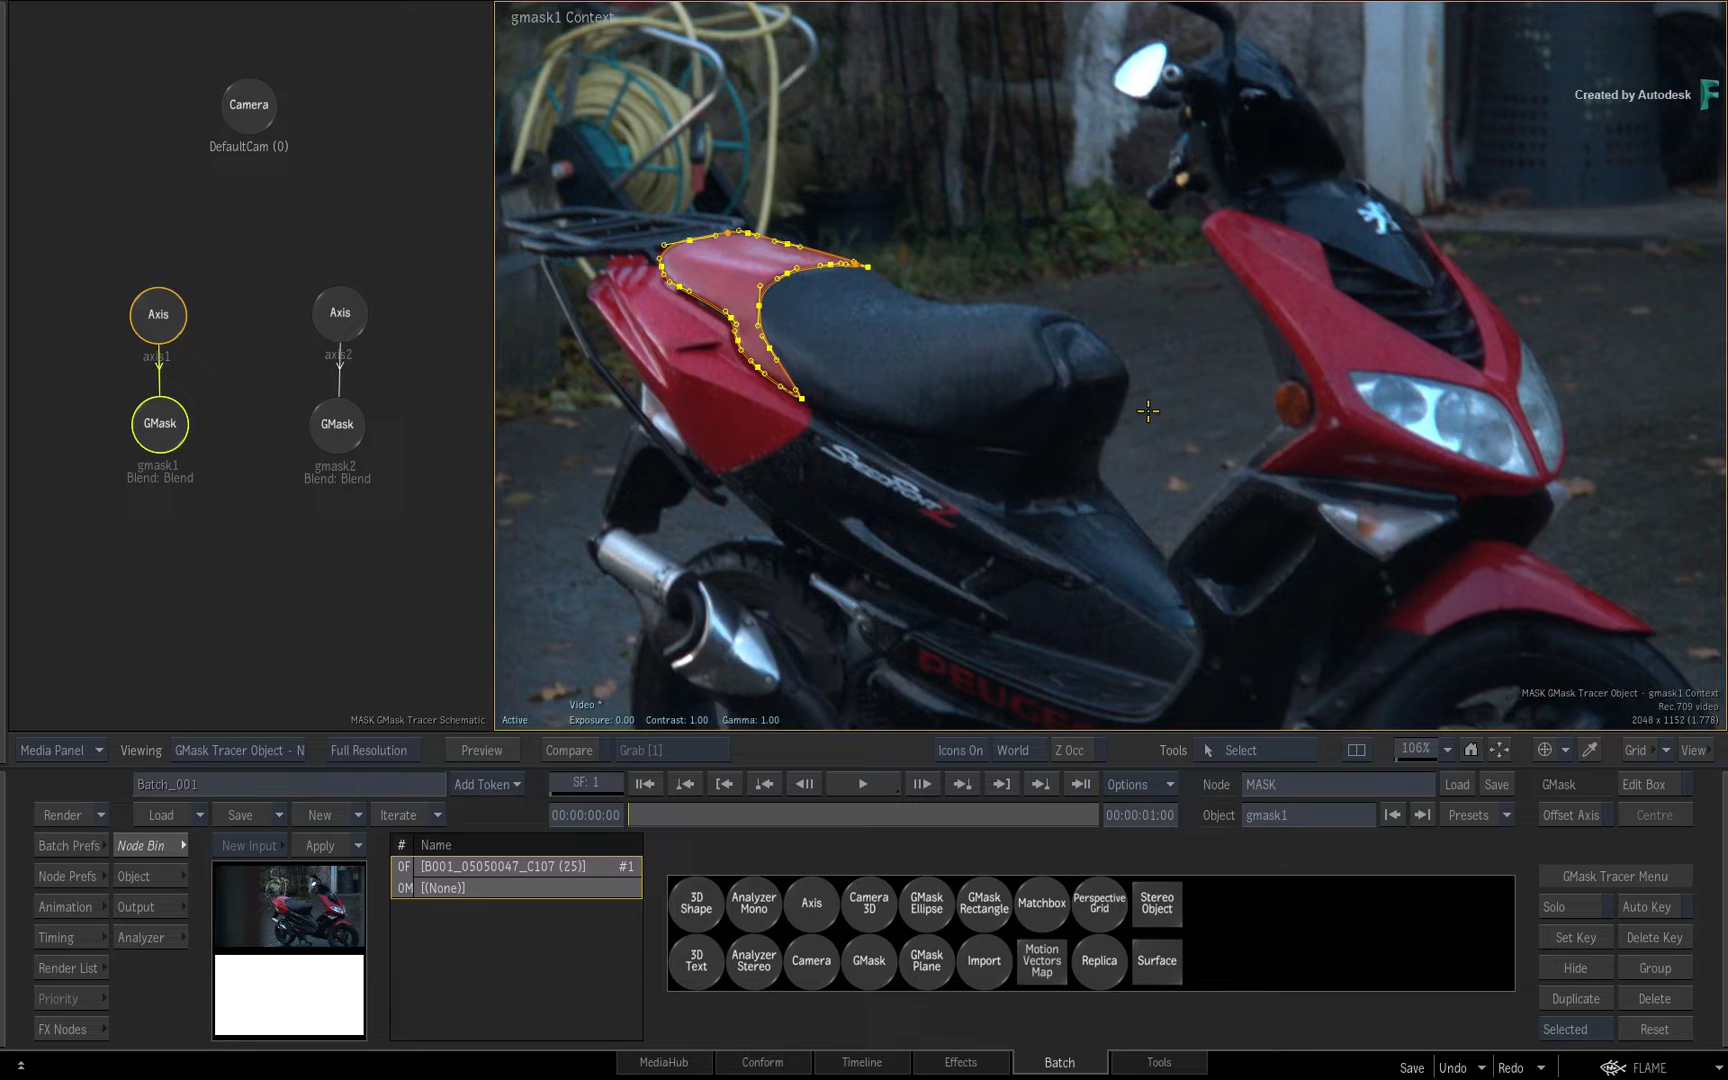 gmask1 Context
Camera
DefaultCam (0)
Created by Autodesk
Axis
axis1
Axis
axis2
GMask
gmask1
Blend: Blend
GMask
gmask2
Blend: Blend
PEUGEO
MASK GMask Tracer Object - gmask1 Context
Rec.709 video
2048 x 1152 (1.778)
MASK GMask Tracer Schematic
Video *
Active Exposure: 0.00 Contrast: 1.00 Gamma: 1.00
Media Panel Viewing GMask Tracer Object - N Full Resolution Preview Compare Grab [1] Icons On World Z Occ Tools Select 106% Grid View
Batch_001 Add Token SF: 1 Options Node MASK Load Save GMask Edit Box
Render Load Save New Iterate 00:00:00:00 00:00:01:00 Object gmask1 Presets Offset Axis Centre
Batch Prefs Node Bin New Input Apply # Name
0F [B001_05050047_C107 (25)] #1
0M [(None)]
Node Prefs Object
Animation Output
Timing Analyzer
Render List
Priority
FX Nodes
3D Shape Analyzer Mono Axis Camera 3D GMask Ellipse GMask Rectangle Matchbox Perspective Grid Stereo Object
3D Text Analyzer Stereo Camera GMask GMask Plane Import Motion Vectors Map Replica Surface
GMask Tracer Menu
Solo Auto Key
Set Key Delete Key
Hide Group
Duplicate Delete
Selected Reset
MediaHub Conform Timeline Effects Batch Tools Save Undo Redo FLAME